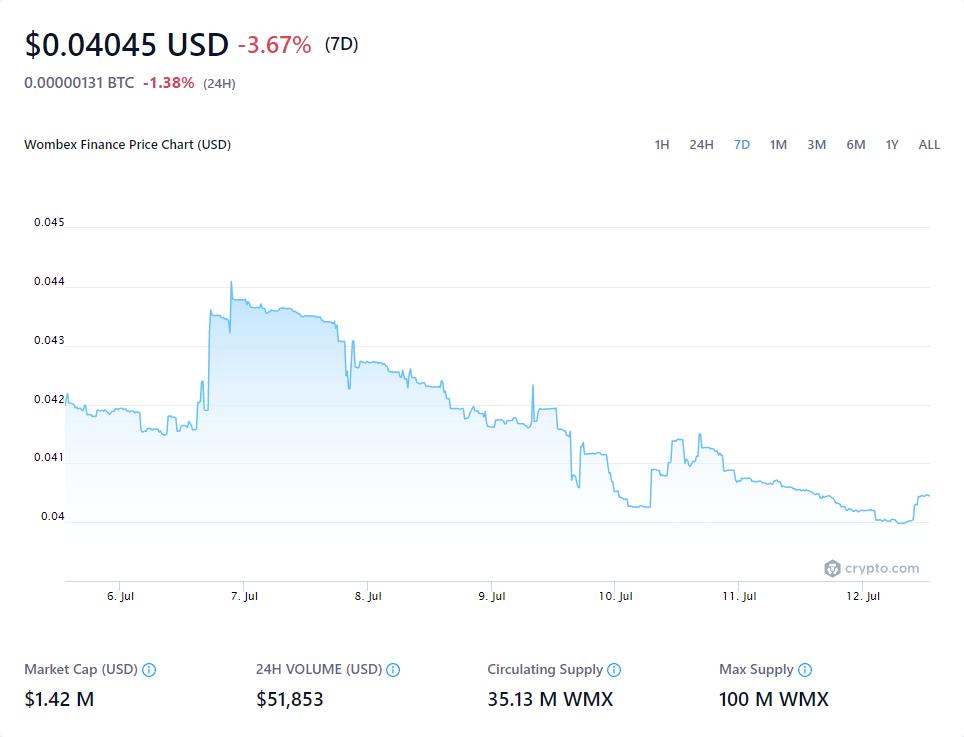 $0.04045 USD -3.67% (7D)
0.00000131 BTC -1.38% (24H)
Wombex Finance Price Chart (USD) 1H 24H 7D 1M 3M 6M 1Y ALL
0.045
0.044
0.043
0.042
0.041
0.04
crypto.com
6. Jul 7. Jul 8. Jul 9. Jul 10. Jul 11. Jul 12. Jul
Market Cap (USD) 24H VOLUME (USD) Circulating Supply Max Supply
$1.42 M $51,853 35.13 M WMX 100 M WMX